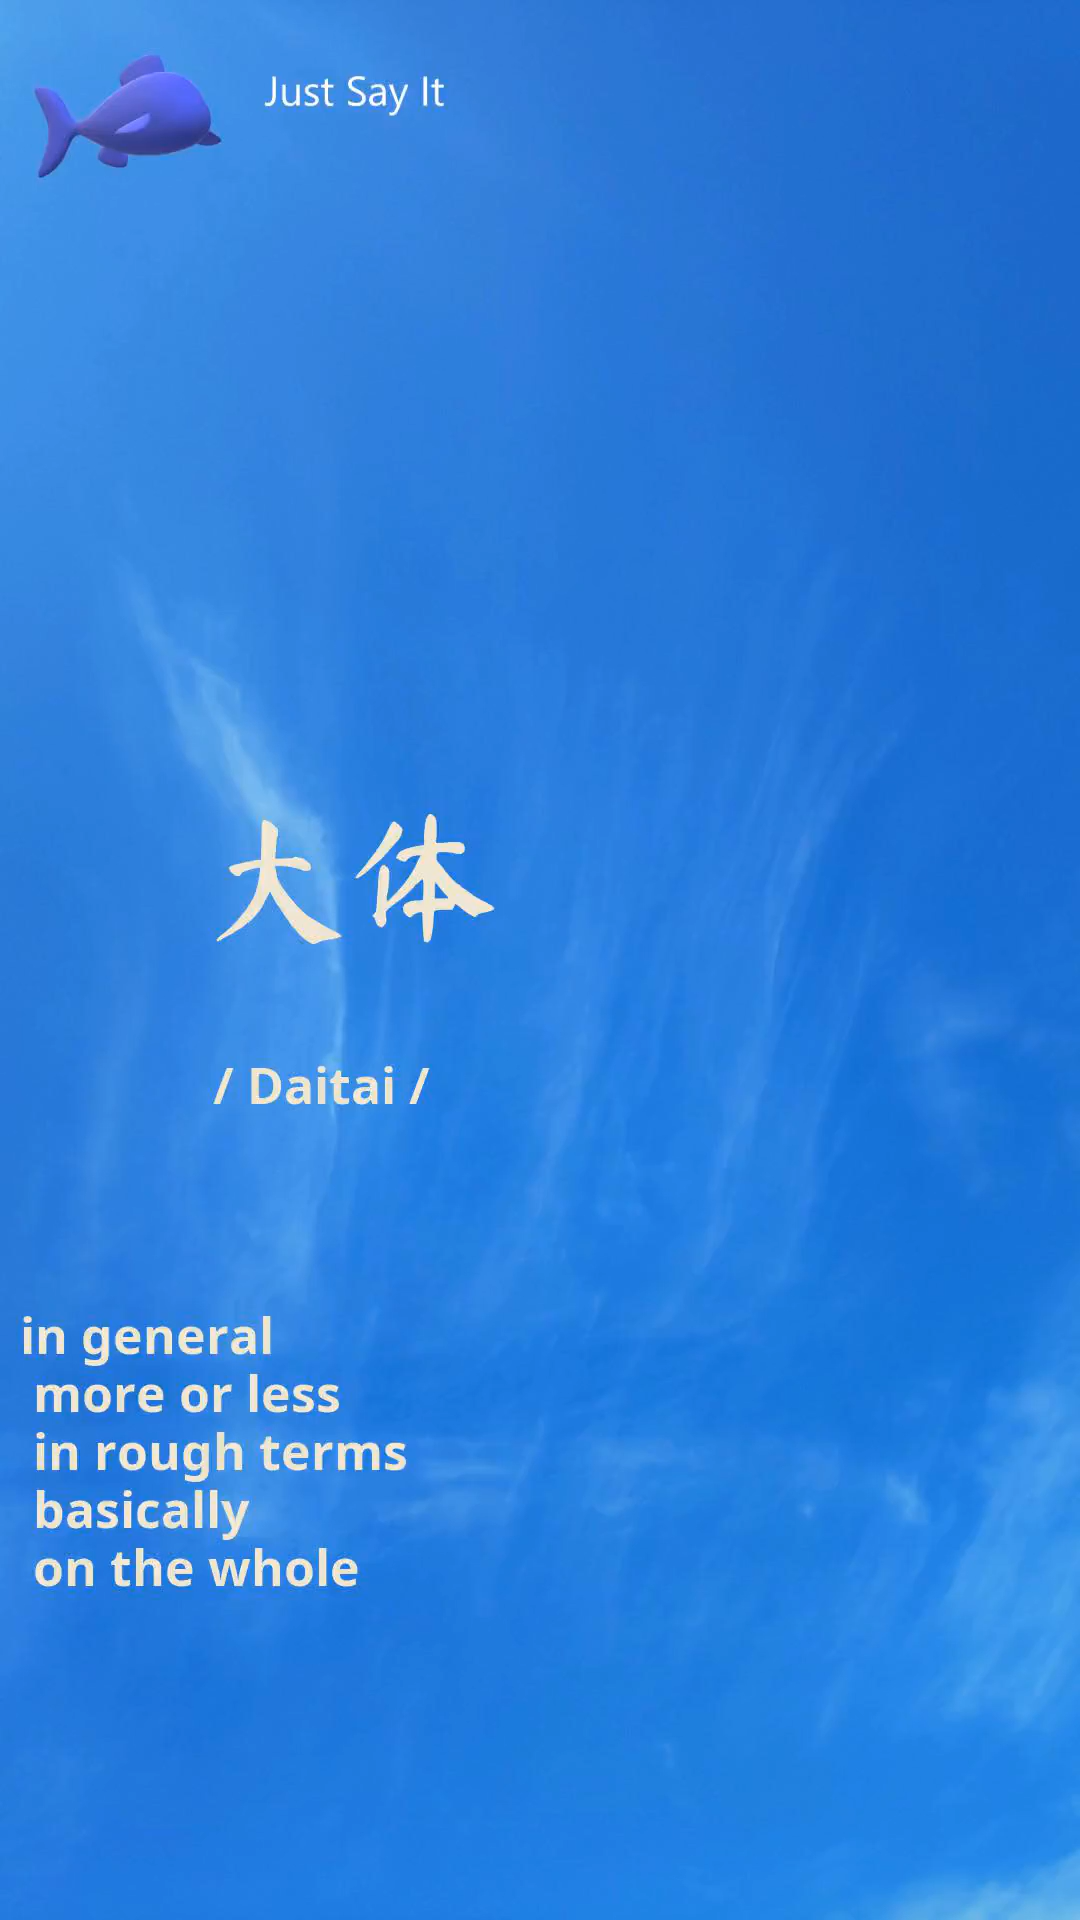 Just Say It
大体
/ Daitai /
in general
more or less
in rough terms
basically
on the whole